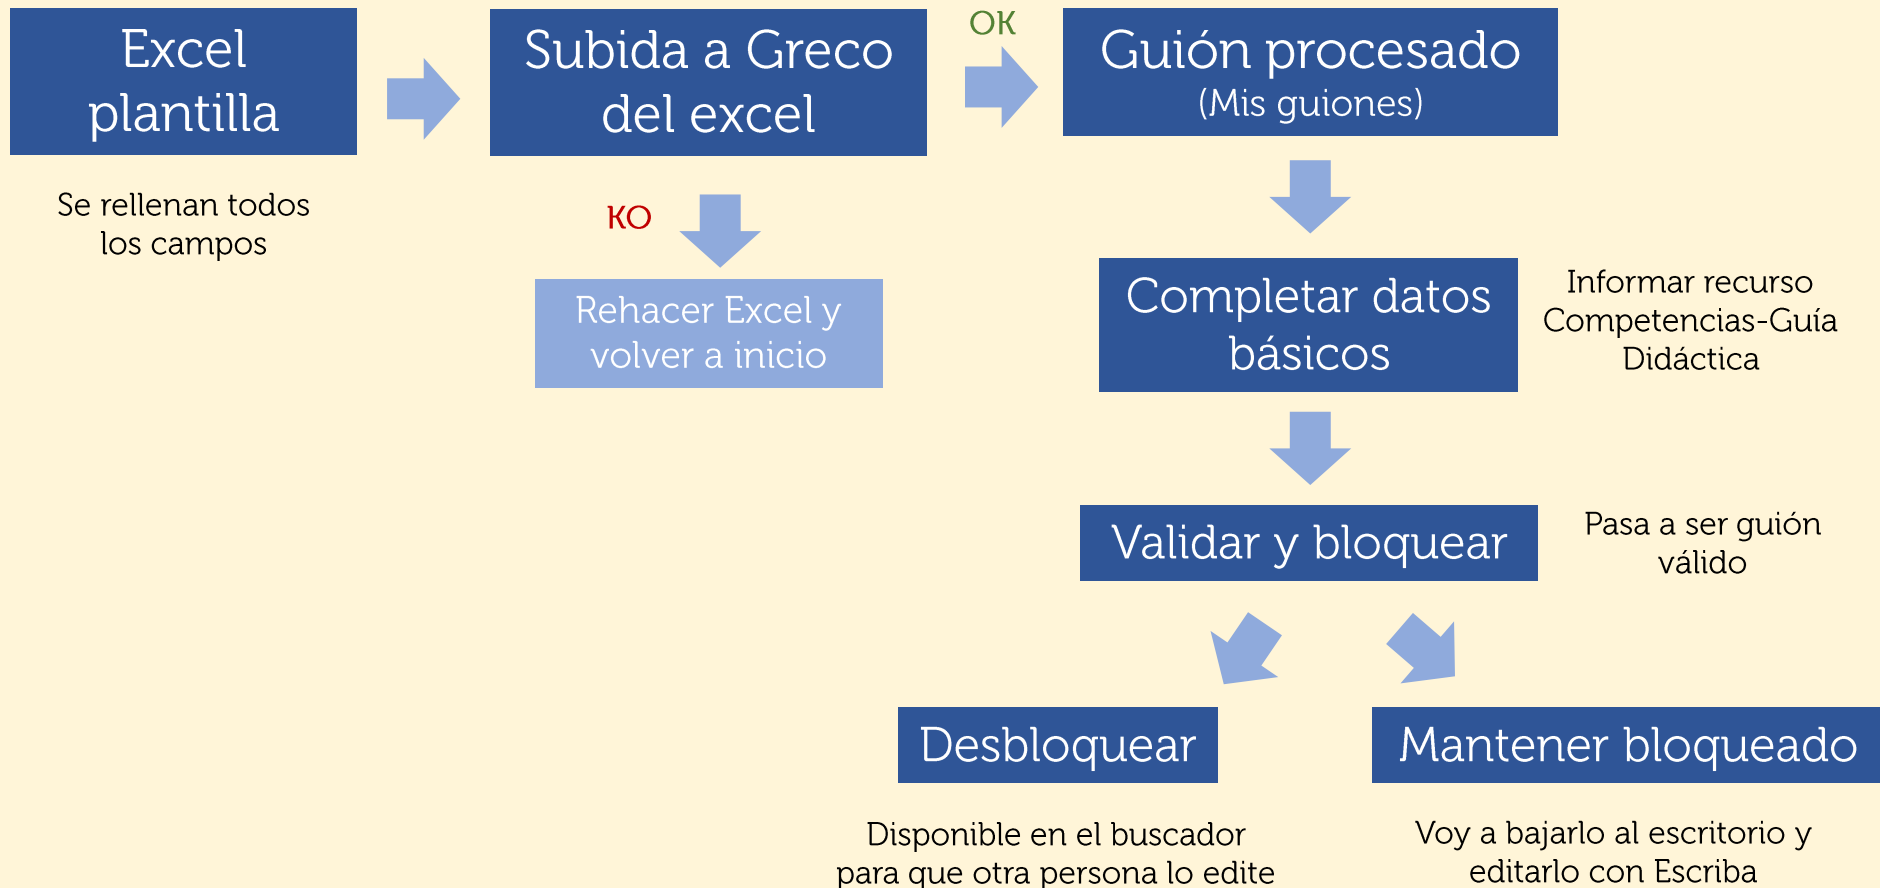 Excel
plantilla
Se rellenan todos
los campos
Subida a Greco
del excel
OK
KO
Rehacer Excel y
volver a inicio
Guión procesado
(Mis guiones)
Completar datos
básicos
Informar recurso
Competencias-Guía
Didáctica
Validar y bloquear
Pasa a ser guión
válido
Desbloquear
Disponible en el buscador
para que otra persona lo edite
Mantener bloqueado
Voy a bajarlo al escritorio y
editarlo con Escriba